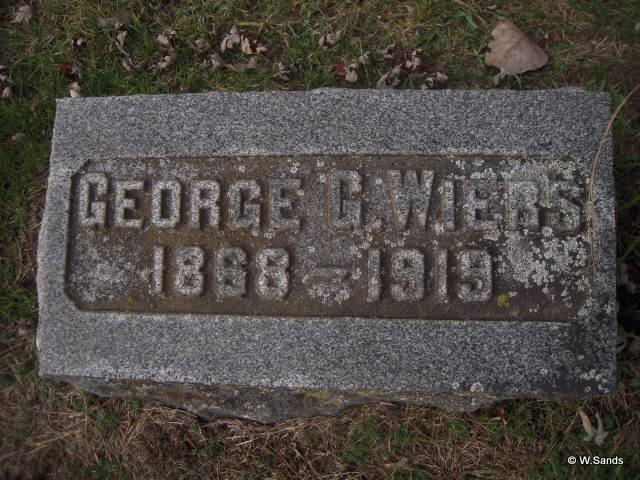 GEORGE G. WIERS
1868 – 1919
© W.Sands